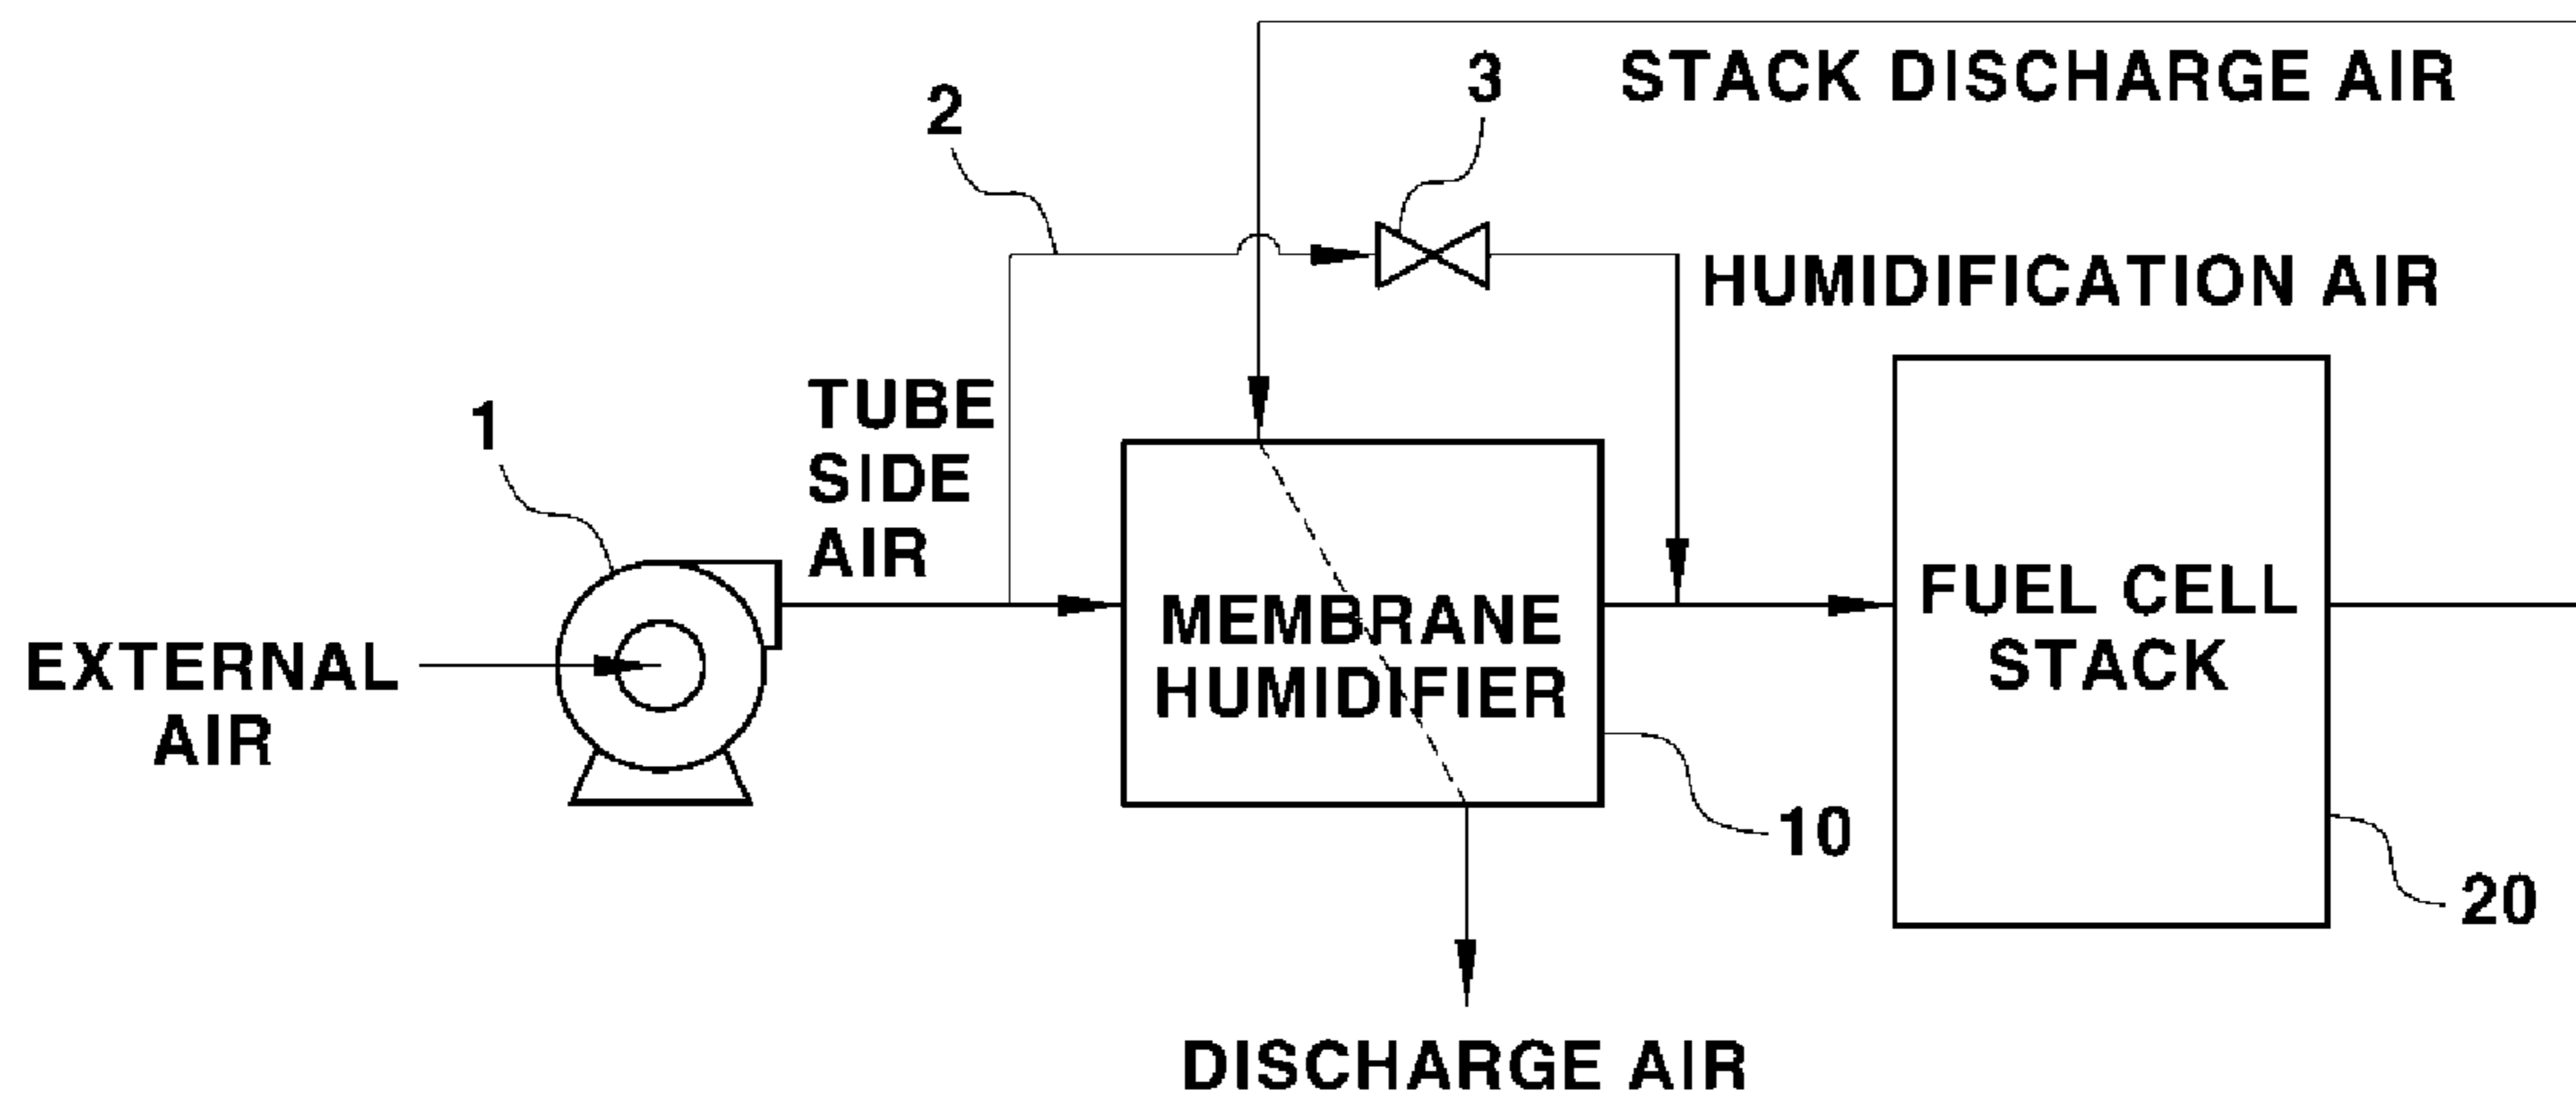 STACK DISCHARGE AIR
3
2
HUMIDIFICATION AIR
TUBE
SIDE
AIR
1
EXTERNAL
AIR
MEMBRANE
HUMIDIFIER
FUEL CELL
STACK
10
20
DISCHARGE AIR